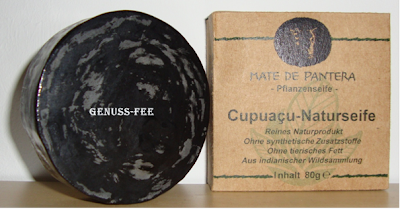 GENUSS-FEE
MATE DE PANTERA
- Pflanzenseife -
Cupuaçu-Naturseife
Reines Naturprodukt
Ohne synthetische Zusatzstoffe
Ohne tierisches Fett
Aus indianischer Wildsammlung
Inhalt 80g ℮